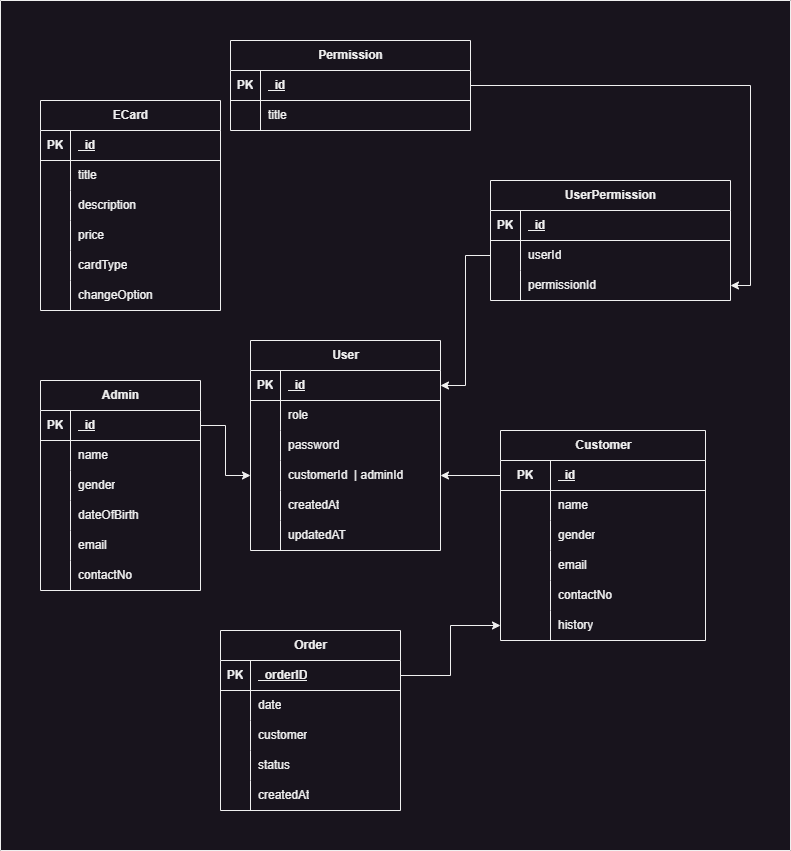 Permission
PK _id
title
ECard
PK _id
title
description
price
cardType
changeOption
UserPermission
PK _id
userId
permissionId
User
PK _id
role
password
customerId | adminId
createdAt
updatedAT
Admin
PK _id
name
gender
dateOfBirth
email
contactNo
Customer
PK _id
name
gender
email
contactNo
history
Order
PK _orderID
date
customer
status
createdAt